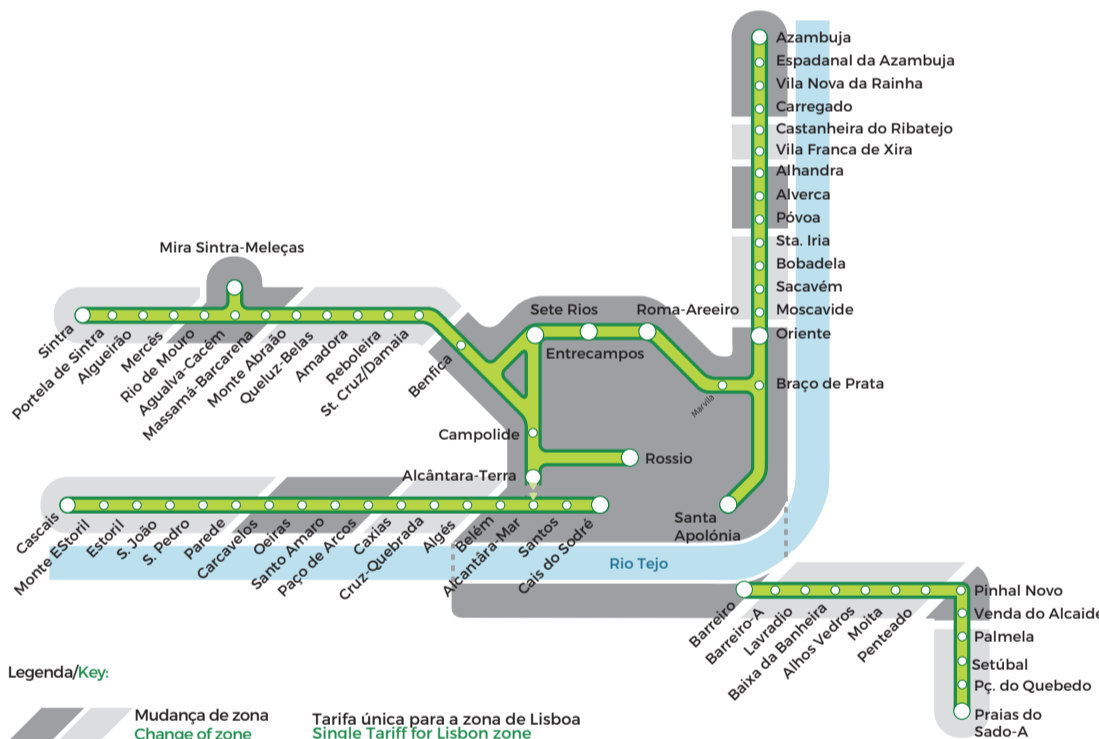 Azambuja
Espadanal da Azambuja
Vila Nova da Rainha
Carregado
Castanheira do Ribatejo
Vila Franca de Xira
Alhandra
Alverca
Póvoa
Sta. Iria
Bobadela
Sacavém
Moscavide
Oriente
Braço de Prata
Marvila
Mira Sintra-Meleças
Sete Rios
Roma-Areeiro
Entrecampos
Sintra
Portela de Sintra
Algueirão
Mercês
Rio de Mouro
Agualva-Cacém
Massamá-Barcarena
Monte Abraão
Queluz-Belas
Amadora
Reboleira
St. Cruz/Damaia
Benfica
Campolide
Rossio
Alcântara-Terra
Santa
Apolónia
Cascais
Monte EStoril
Estoril
S. João
S. Pedro
Parede
Carcavelos
Oeiras
Santo Amaro
Paço de Arcos
Caxias
Cruz-Quebrada
Algés
Belém
Alcantâra-Mar
Santos
Cais do Sodré
Rio Tejo
Barreiro
Barreiro-A
Lavradio
Baixa da Banheira
Alhos Vedros
Moita
Penteado
Pinhal Novo
Venda do Alcaide
Palmela
Setúbal
Pç. do Quebedo
Praias do
Sado-A
Legenda/Key:
Mudança de zona
Change of zone
Tarifa única para a zona de Lisboa
Single Tariff for Lisbon zone